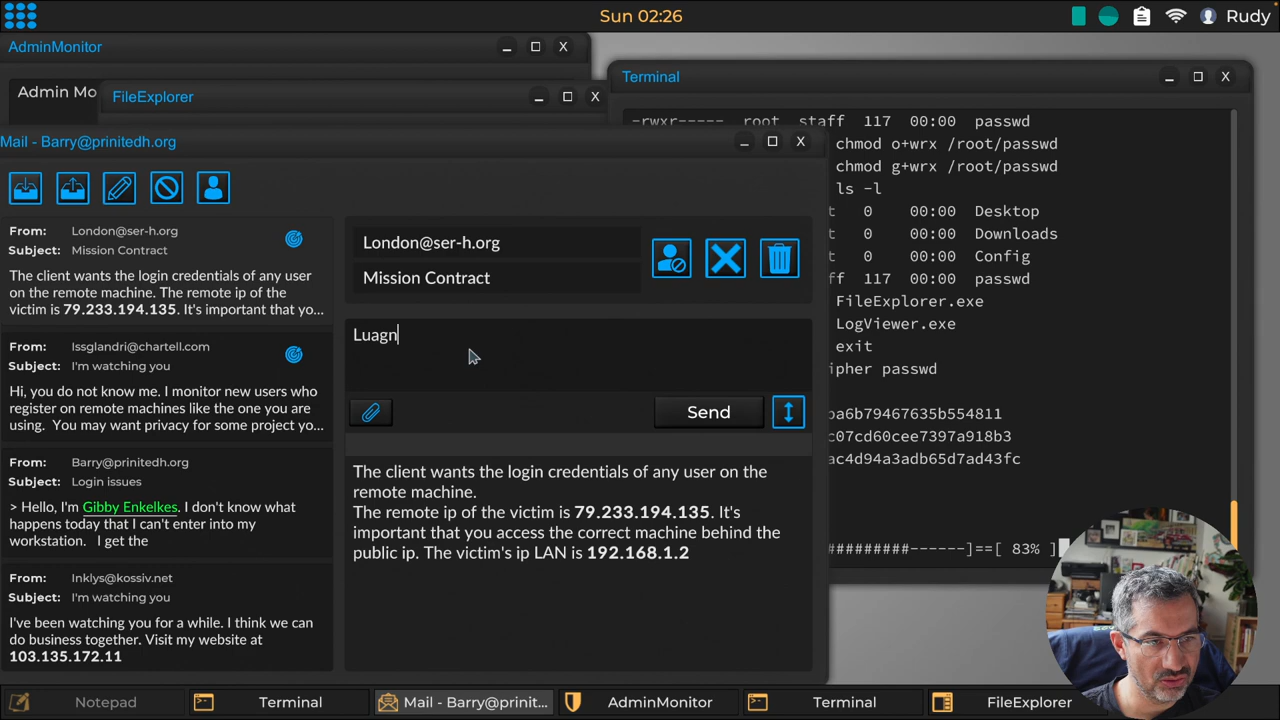 Sun 02:26
Rudy
AdminMonitor
Admin Mo
FileExplorer
Terminal
-rwxr----- root staff 117 00:00 passwd
chmod o+wrx /root/passwd
chmod g+wrx /root/passwd
ls -l
t 0 00:00 Desktop
t 0 00:00 Downloads
t 0 00:00 Config
ff 117 00:00 passwd
FileExplorer.exe
LogViewer.exe
exit
ipher passwd
ba6b79467635b554811
c07cd60cee7397a918b3
ac4d94a3adb65d7ad43fc
#########------]==[ 83% ]
Mail - Barry@prinitedh.org
From: London@ser-h.org
Subject: Mission Contract
The client wants the login credentials of any user
on the remote machine. The remote ip of the
victim is 79.233.194.135. It's important that yo...
From: Issglandri@chartell.com
Subject: I'm watching you
Hi, you do not know me. I monitor new users who
register on remote machines like the one you are
using. You may want privacy for some project yo...
From: Barry@prinitedh.org
Subject: Login issues
> Hello, I'm Gibby Enkelkes. I don't know what
happens today that I can't enter into my
workstation. I get the
From: Inklys@kossiv.net
Subject: I'm watching you
I've been watching you for a while. I think we can
do business together. Visit my website at
103.135.172.11
London@ser-h.org
Mission Contract
Luagn
Send
The client wants the login credentials of any user on the
remote machine.
The remote ip of the victim is 79.233.194.135. It's
important that you access the correct machine behind the
public ip. The victim's ip LAN is 192.168.1.2
Notepad
Terminal
Mail - Barry@prinit...
AdminMonitor
Terminal
FileExplorer